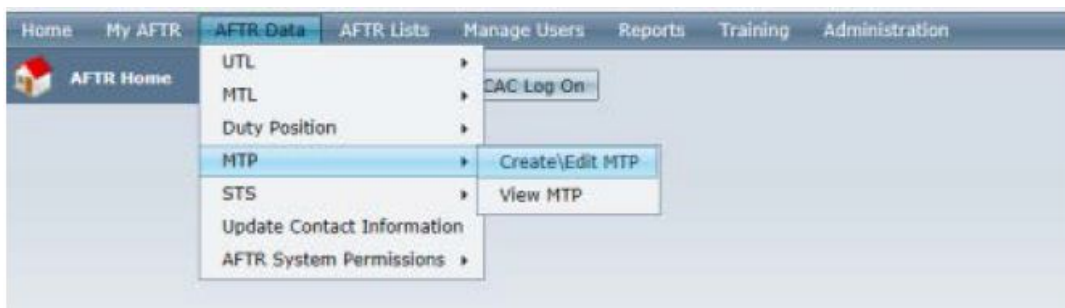 Home My AFTR AFTR Data AFTR Lists Manage Users Reports Training Administration
AFTR Home
CAC Log On
UTL
MTL
Duty Position
MTP
Create\Edit MTP
STS
View MTP
Update Contact Information
AFTR System Permissions